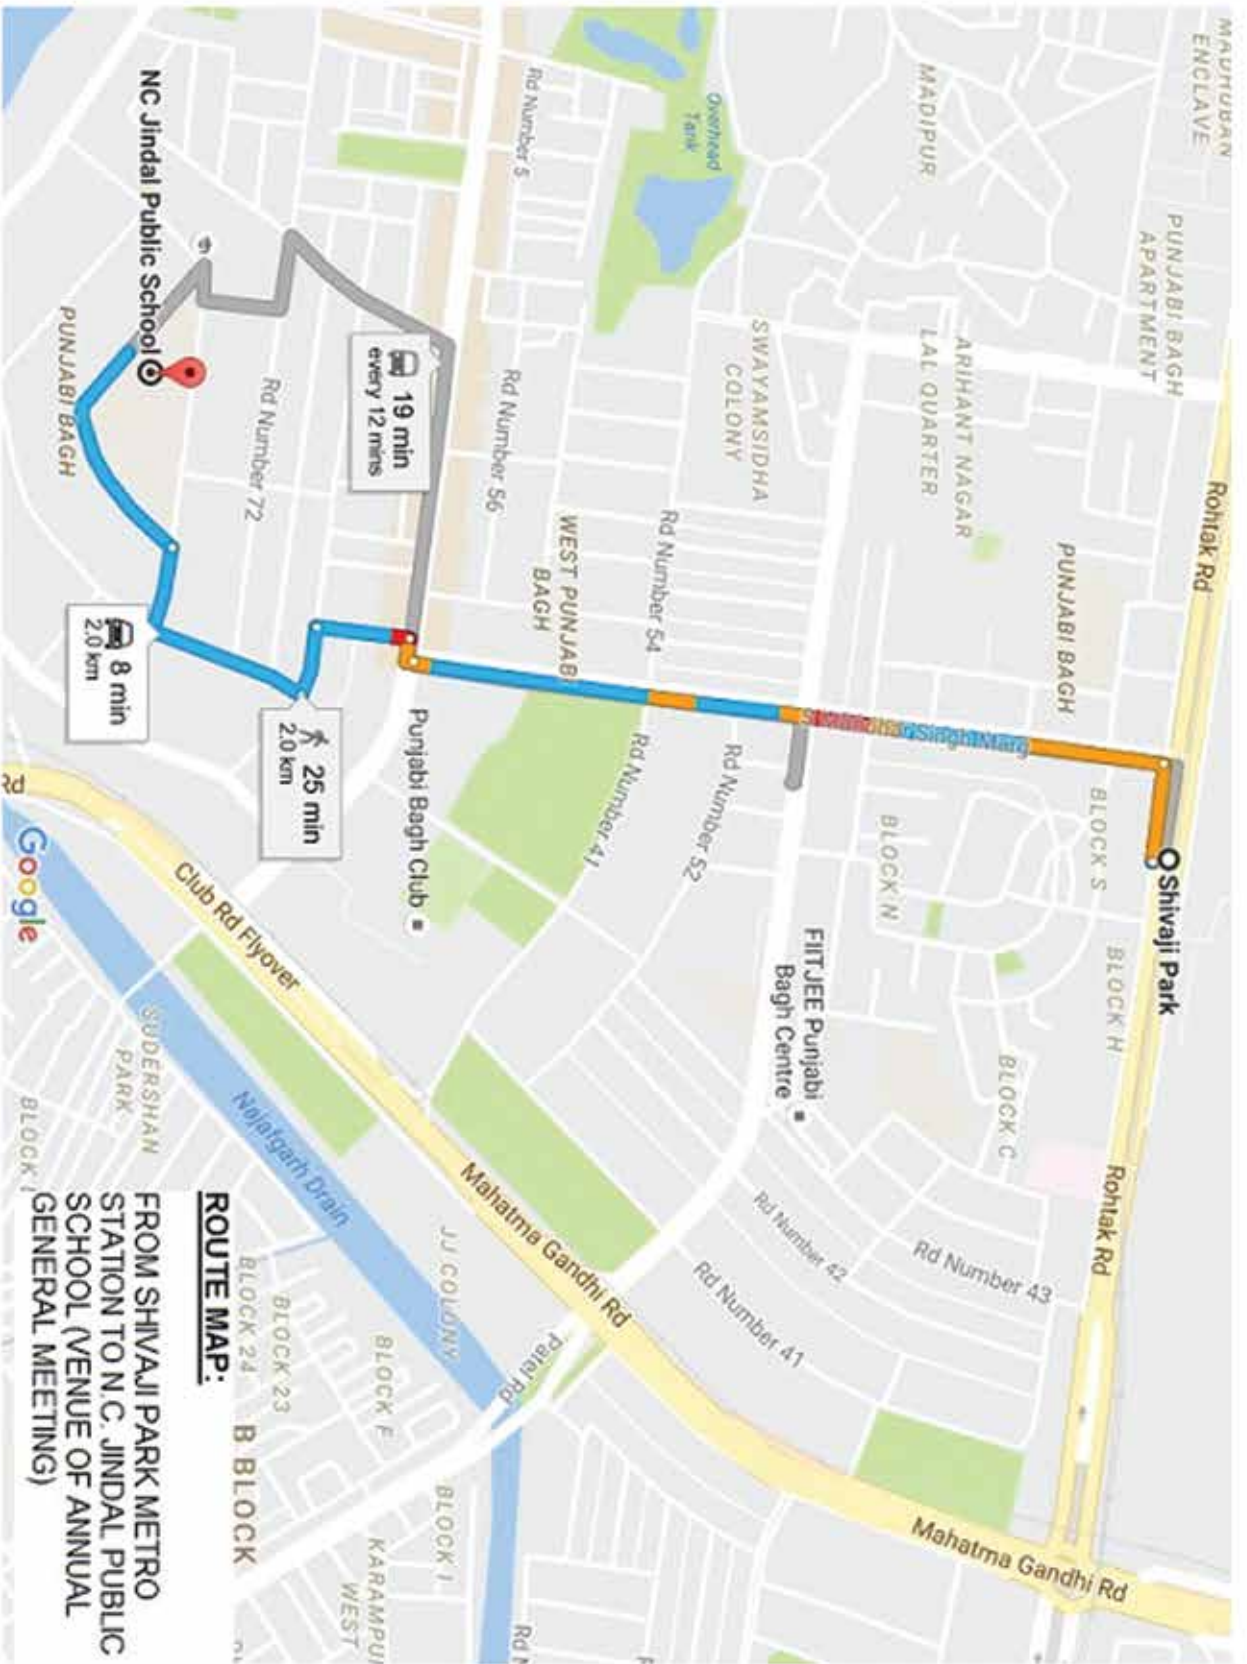 MADHUBAN
ENCLAVE
PUNJABI BAGH
APARTMENT
Rohtak Rd
MADIPUR
ARIHANT NAGAR
LAL QUARTER
PUNJABI BAGH
BLOCK S
Shivaji Park
BLOCK H
Rohtak Rd
Overhead
Tank
SWAYAMSIDHA
COLONY
BLOCK N
BLOCK C
Rd Number 43
Mahatma Gandhi Rd
Rd Number 5
Rd Number 56
WEST PUNJABI
BAGH
Rd Number 54
Singh Marg
Rd Number 52
Rd Number 41
FIITJEE Punjabi
Bagh Centre
Rd Number 42
Rd Number 41
19 min
every 12 mins
Punjabi Bagh Club
Mahatma Gandhi Rd
Patel Rd
NC Jindal Public School
Rd Number 72
25 min
2.0 km
Club Rd Flyover
JJ COLONY
BLOCK F
BLOCK I
KARAMPU
WEST
PUNJABI BAGH
8 min
2.0 km
Najafgarh Drain
BLOCK 23
BLOCK 24
B BLOCK
Rd
Google
SUDERSHAN
PARK
BLOCK I
ROUTE MAP:
FROM SHIVAJI PARK METRO
STATION TO N.C. JINDAL PUBLIC
SCHOOL (VENUE OF ANNUAL
GENERAL MEETING)